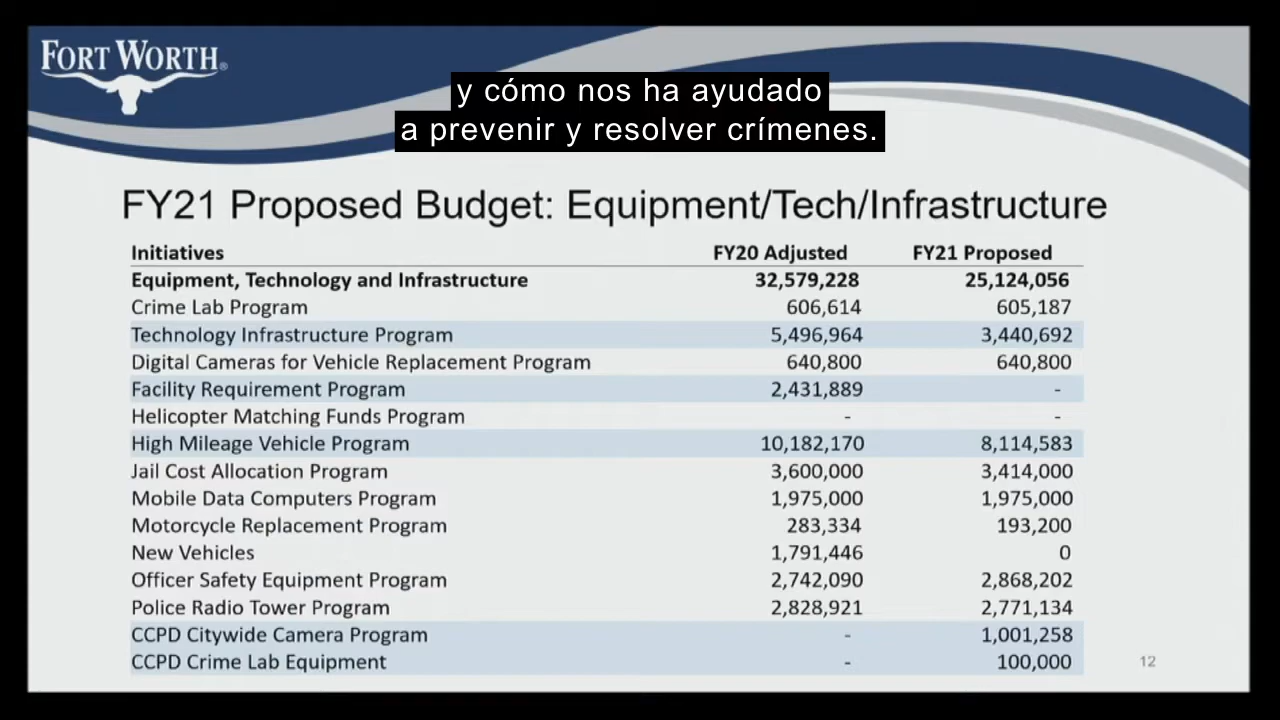 FORT WORTH®
y cómo nos ha ayudado
a prevenir y resolver crímenes.
FY21 Proposed Budget: Equipment/Tech/Infrastructure
Initiatives FY20 Adjusted FY21 Proposed
Equipment, Technology and Infrastructure 32,579,228 25,124,056
Crime Lab Program 606,614 605,187
Technology Infrastructure Program 5,496,964 3,440,692
Digital Cameras for Vehicle Replacement Program 640,800 640,800
Facility Requirement Program 2,431,889 -
Helicopter Matching Funds Program - -
High Mileage Vehicle Program 10,182,170 8,114,583
Jail Cost Allocation Program 3,600,000 3,414,000
Mobile Data Computers Program 1,975,000 1,975,000
Motorcycle Replacement Program 283,334 193,200
New Vehicles 1,791,446 0
Officer Safety Equipment Program 2,742,090 2,868,202
Police Radio Tower Program 2,828,921 2,771,134
CCPD Citywide Camera Program - 1,001,258
CCPD Crime Lab Equipment - 100,000
12